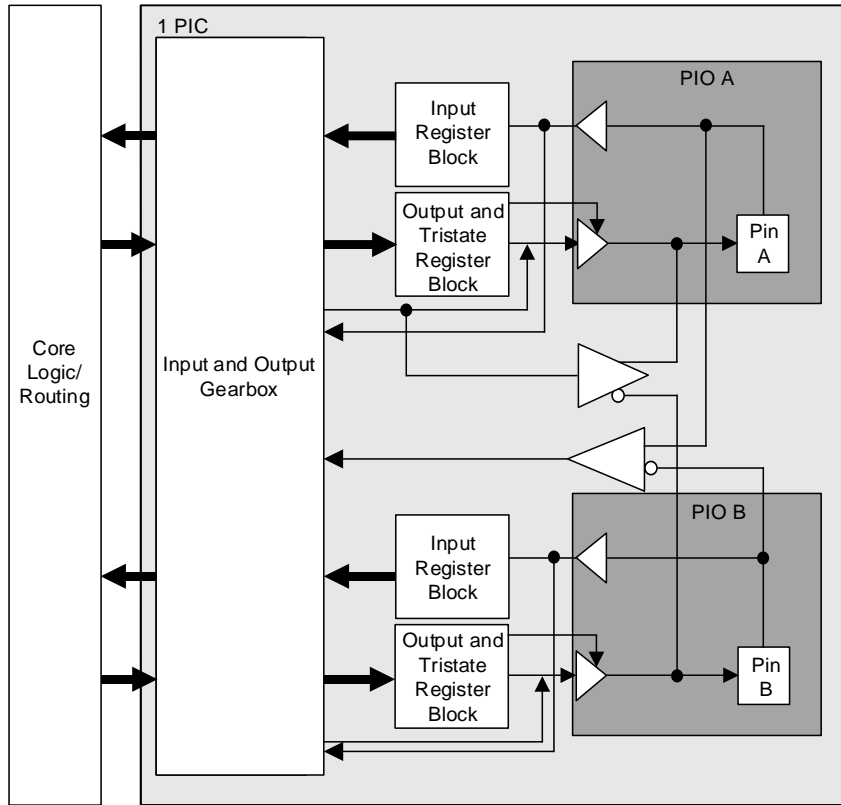 1 PIC
PIO A
Input
Register
Block
Output and
Tristate
Register
Block
Pin
A
Core
Logic/
Routing
Input and Output
Gearbox
PIO B
Input
Register
Block
Output and
Tristate
Register
Block
Pin
B